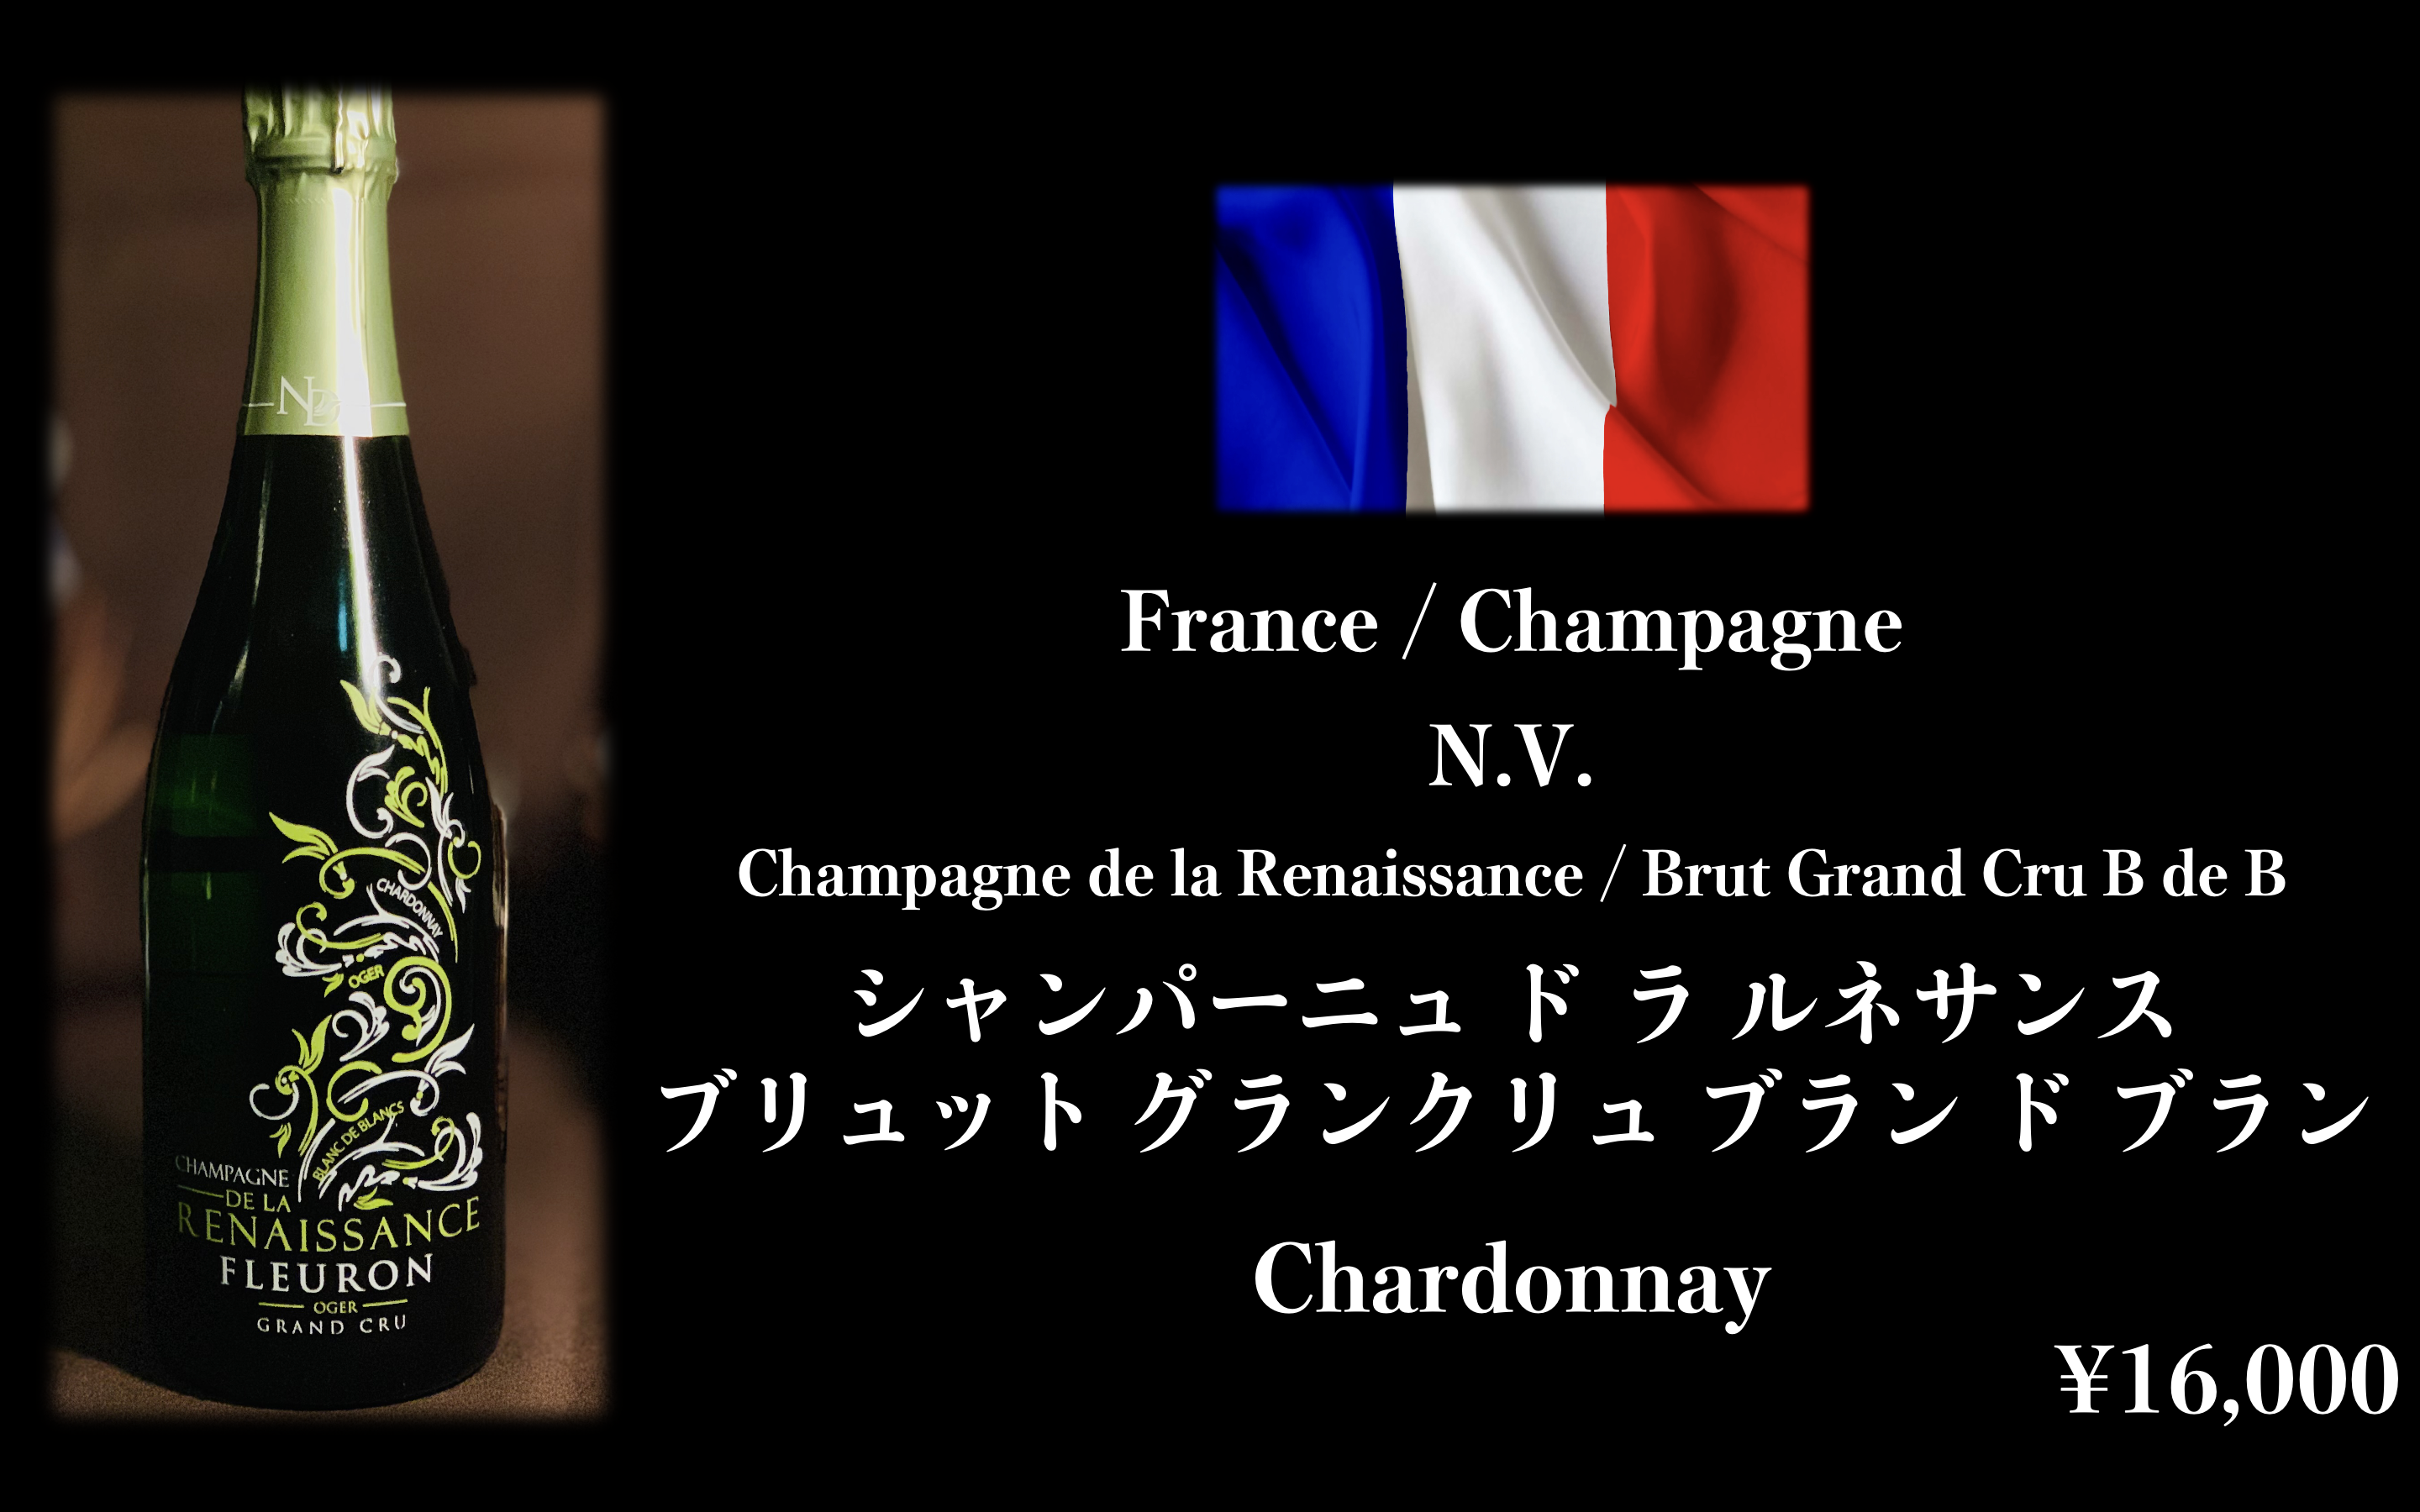 ND
CHARDONNAY
OGER
BLANC DE BLANCS
CHAMPAGNE
DE LA
RENAISSANCE
FLEURON
OGER
GRAND CRU
France / Champagne
N.V.
Champagne de la Renaissance / Brut Grand Cru B de B
シャンパーニュ ド ラ ルネサンス
ブリュット グランクリュ ブラン ド ブラン
Chardonnay
¥16,000